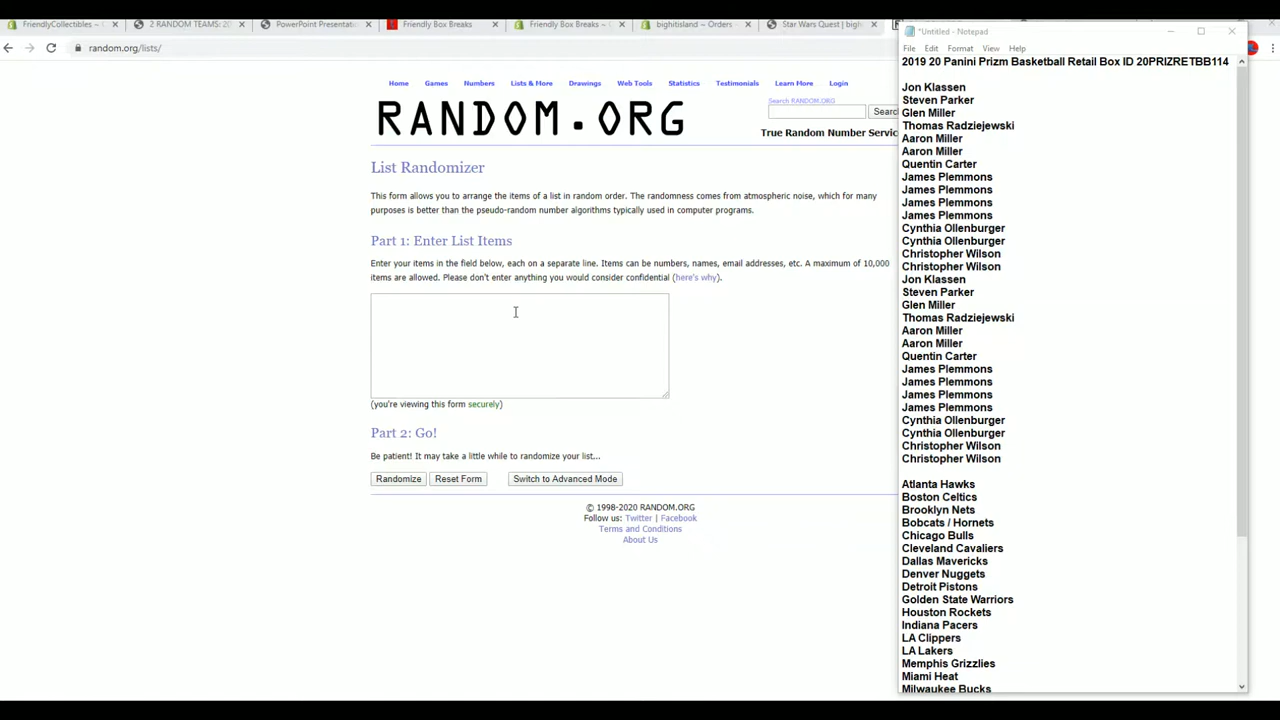 FriendlyCollectibles ~
2 RANDOM TEAMS: 20
PowerPoint Presentat
Friendly Box Breaks
Friendly Box Breaks ~
bighitisland ~ Orders
Star Wars Quest | bigh
random.org/lists/
Home Games Numbers Lists & More Drawings Web Tools Statistics Testimonials Learn More Login
RANDOM.ORG
Search RANDOM.ORG
Searc
True Random Number Servic
List Randomizer
This form allows you to arrange the items of a list in random order. The randomness comes from atmospheric noise, which for many
purposes is better than the pseudo-random number algorithms typically used in computer programs.
Part 1: Enter List Items
Enter your items in the field below, each on a separate line. Items can be numbers, names, email addresses, etc. A maximum of 10,000
items are allowed. Please don't enter anything you would consider confidential (here's why).
(you're viewing this form securely)
Part 2: Go!
Be patient! It may take a little while to randomize your list...
Randomize Reset Form Switch to Advanced Mode
© 1998-2020 RANDOM.ORG
Follow us: Twitter | Facebook
Terms and Conditions
About Us
*Untitled - Notepad
File Edit Format View Help
2019 20 Panini Prizm Basketball Retail Box ID 20PRIZRETBB114
Jon Klassen
Steven Parker
Glen Miller
Thomas Radziejewski
Aaron Miller
Aaron Miller
Quentin Carter
James Plemmons
James Plemmons
James Plemmons
James Plemmons
Cynthia Ollenburger
Cynthia Ollenburger
Christopher Wilson
Christopher Wilson
Jon Klassen
Steven Parker
Glen Miller
Thomas Radziejewski
Aaron Miller
Aaron Miller
Quentin Carter
James Plemmons
James Plemmons
James Plemmons
James Plemmons
Cynthia Ollenburger
Cynthia Ollenburger
Christopher Wilson
Christopher Wilson
Atlanta Hawks
Boston Celtics
Brooklyn Nets
Bobcats / Hornets
Chicago Bulls
Cleveland Cavaliers
Dallas Mavericks
Denver Nuggets
Detroit Pistons
Golden State Warriors
Houston Rockets
Indiana Pacers
LA Clippers
LA Lakers
Memphis Grizzlies
Miami Heat
Milwaukee Bucks